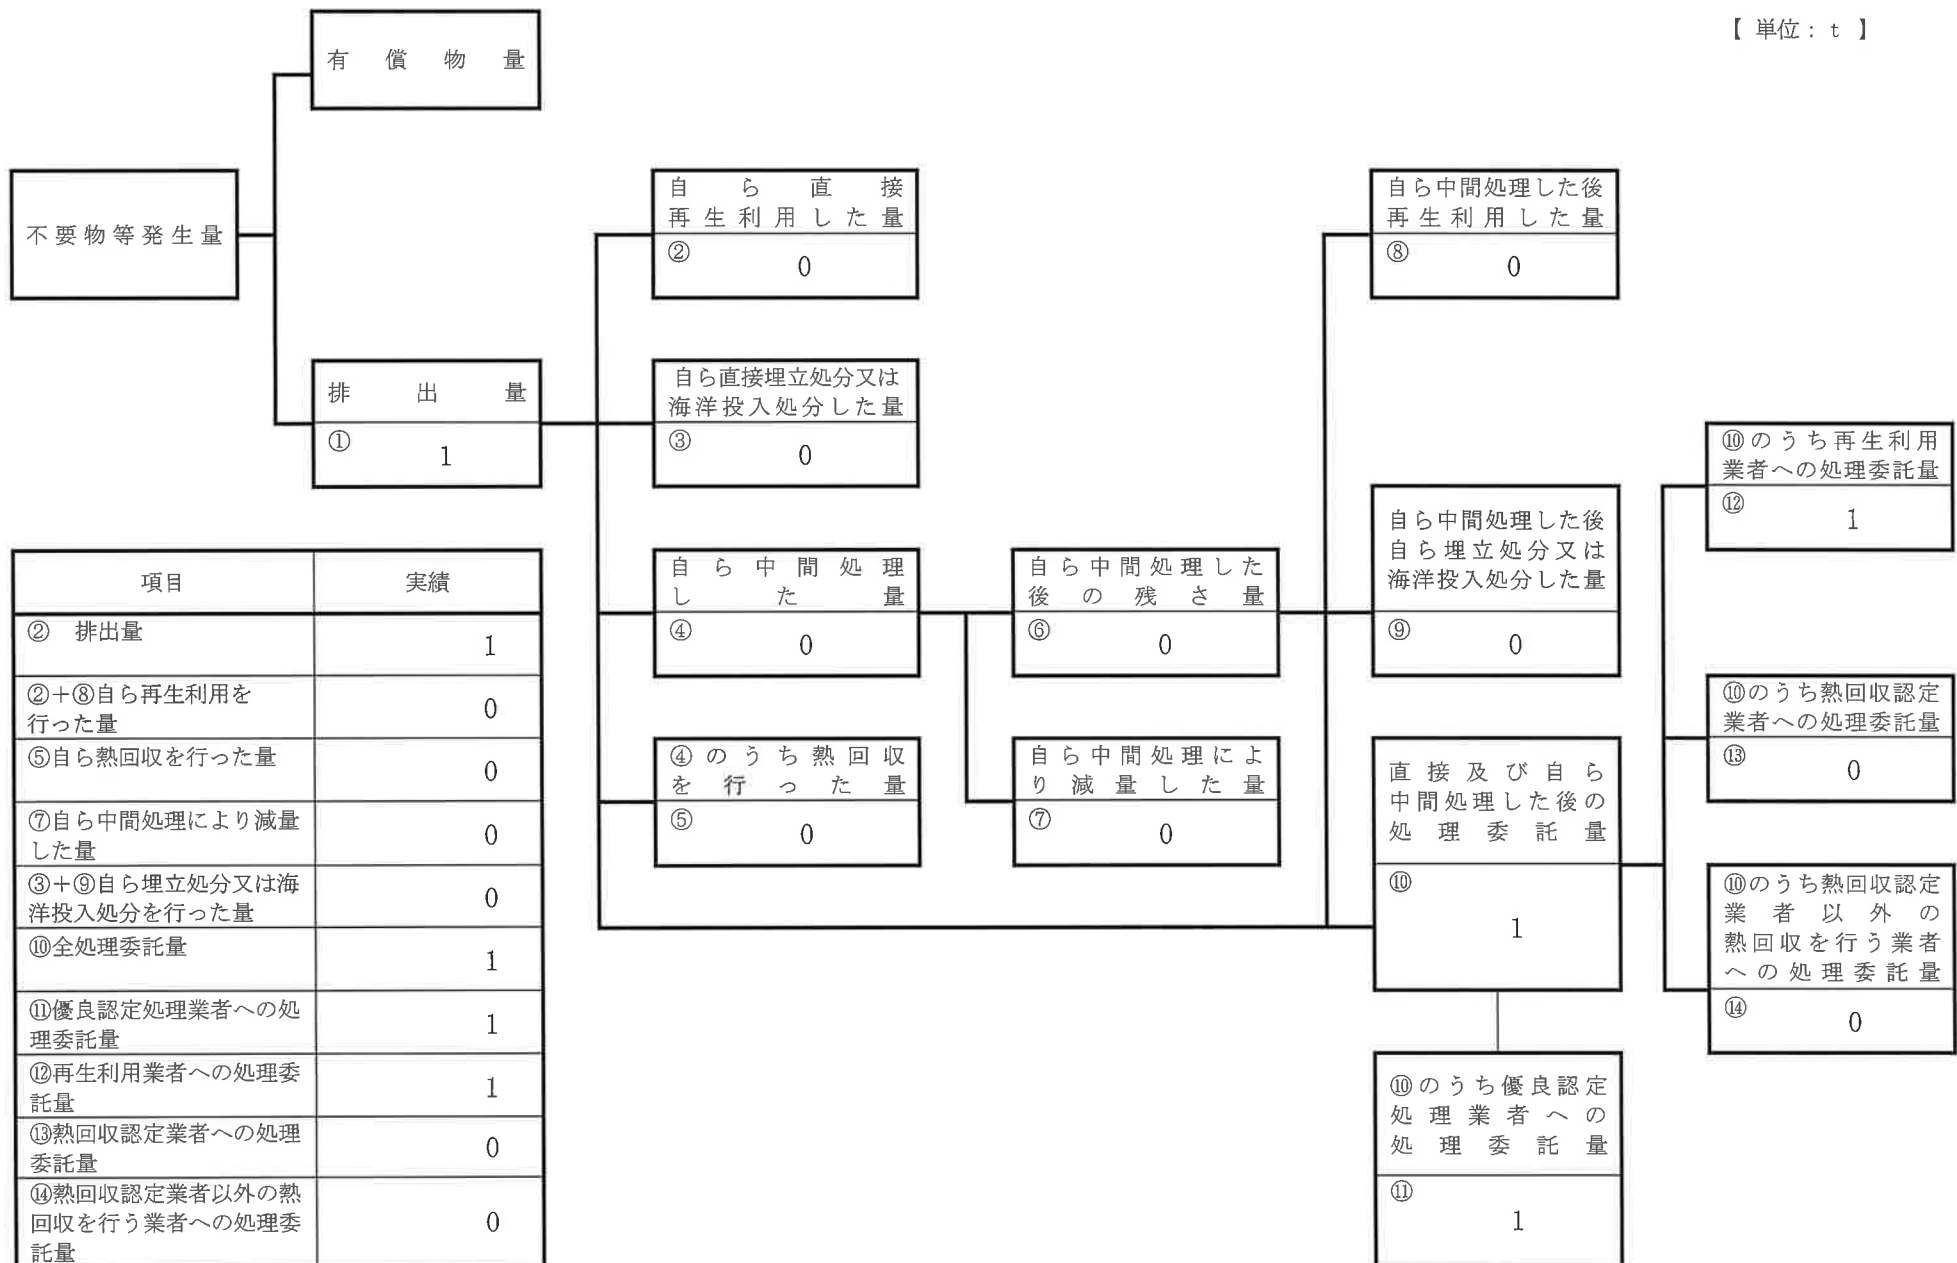 【 単位：ｔ 】
有償物量
不要物等発生量
排出量
①
1
自ら直接
再生利用した量
②
0
自ら直接埋立処分又は
海洋投入処分した量
③
0
自ら中間処理
した量
④
0
④のうち熱回収
を行った量
⑤
0
自ら中間処理した
後の残さ量
⑥
0
自ら中間処理によ
り減量した量
⑦
0
自ら中間処理した後
再生利用した量
⑧
0
自ら中間処理した後
自ら埋立処分又は
海洋投入処分した量
⑨
0
直接及び自ら
中間処理した後の
処理委託量
⑩
1
⑩のうち優良認定
処理業者への
処理委託量
⑪
1
⑩のうち再生利用
業者への処理委託量
⑫
1
⑩のうち熱回収認定
業者への処理委託量
⑬
0
⑩のうち熱回収認定
業者以外の
熱回収を行う業者
への処理委託量
⑭
0
項目 実績
② 排出量 1
②＋⑧自ら再生利用を
行った量 0
⑤自ら熱回収を行った量 0
⑦自ら中間処理により減量
した量 0
③＋⑨自ら埋立処分又は海
洋投入処分を行った量 0
⑩全処理委託量 1
⑪優良認定処理業者への処
理委託量 1
⑫再生利用業者への処理委
託量 1
⑬熱回収認定業者への処理
委託量 0
⑭熱回収認定業者以外の熱
回収を行う業者への処理委
託量 0